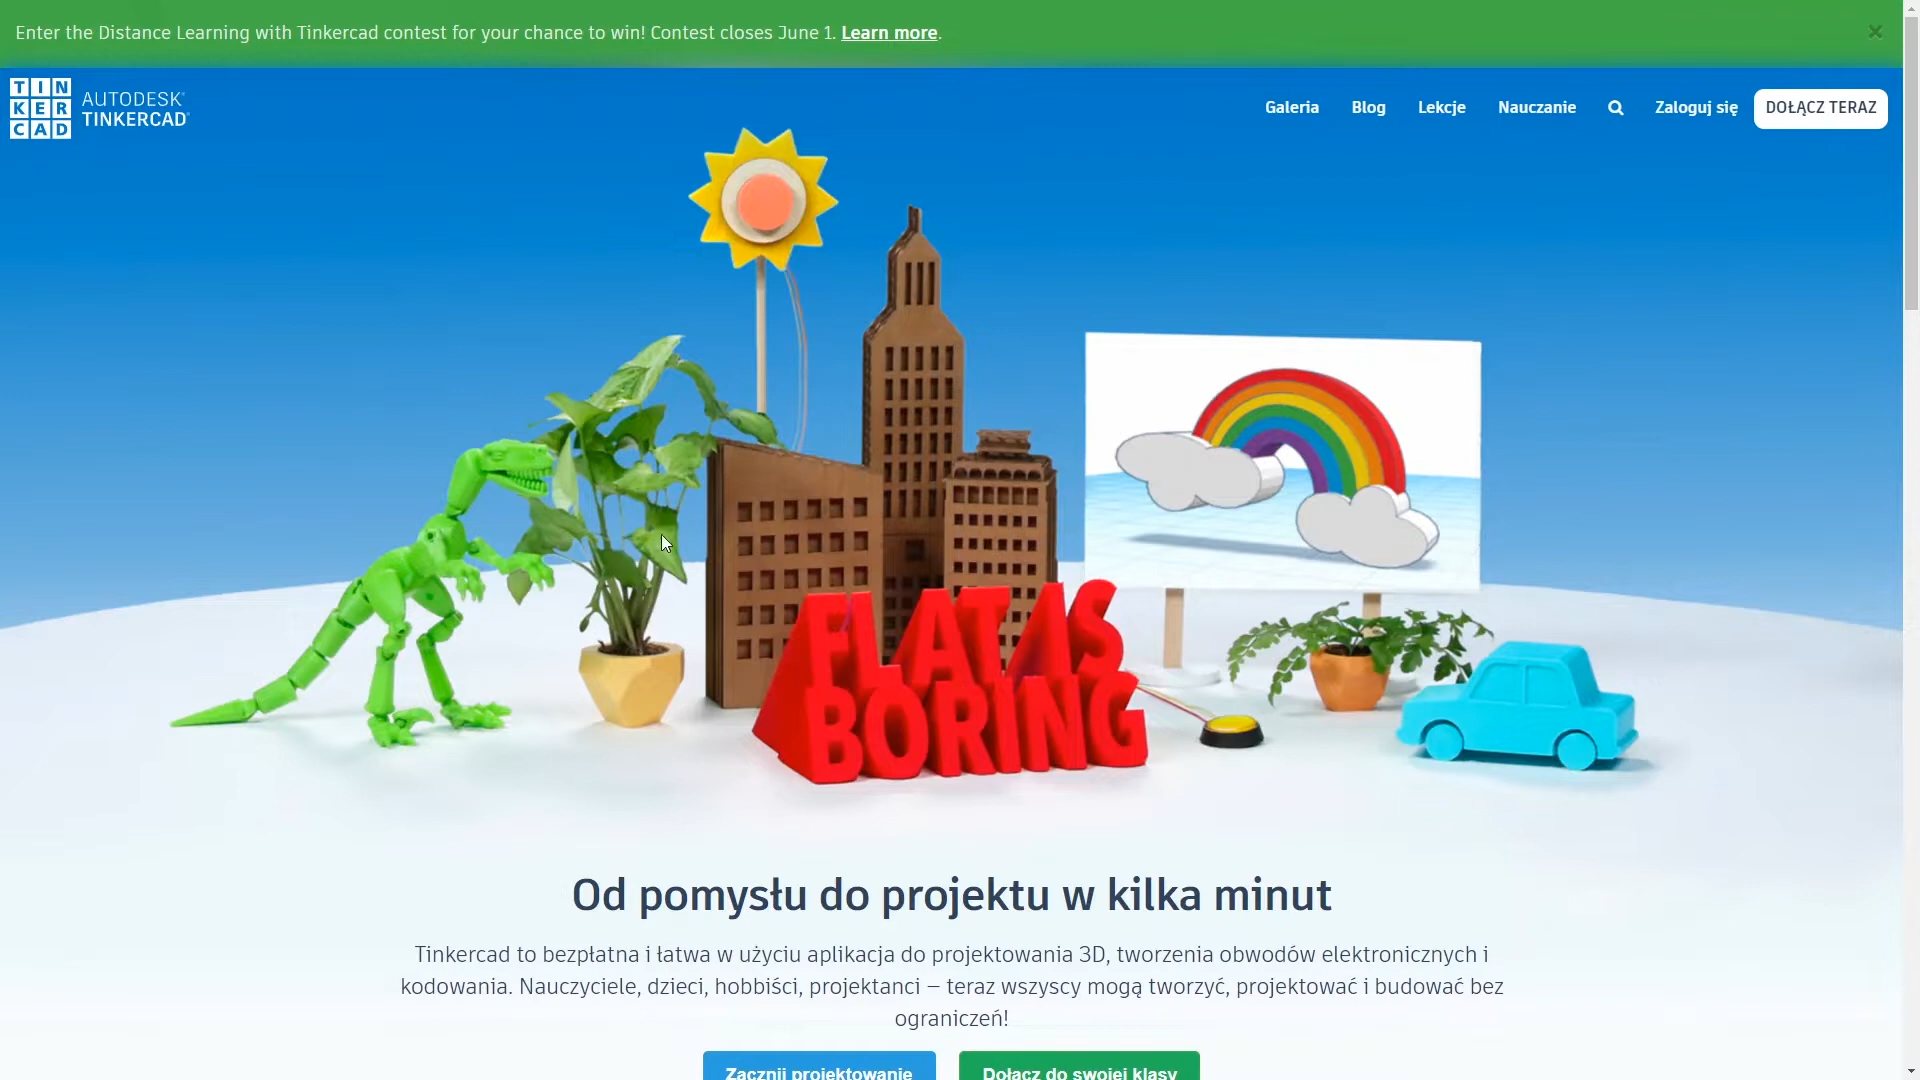 Enter the Distance Learning with Tinkercad contest for your chance to win! Contest closes June 1. Learn more.
TIN
KER
CAD
AUTODESK®
TINKERCAD®
Galeria
Blog
Lekcje
Nauczanie
Zaloguj się
DOŁĄCZ TERAZ
FLAT IS
BORING
Od pomysłu do projektu w kilka minut
Tinkercad to bezpłatna i łatwa w użyciu aplikacja do projektowania 3D, tworzenia obwodów elektronicznych i
kodowania. Nauczyciele, dzieci, hobbiści, projektanci – teraz wszyscy mogą tworzyć, projektować i budować bez
ograniczeń!
Zacznij projektowanie
Dołącz do swojej klasy